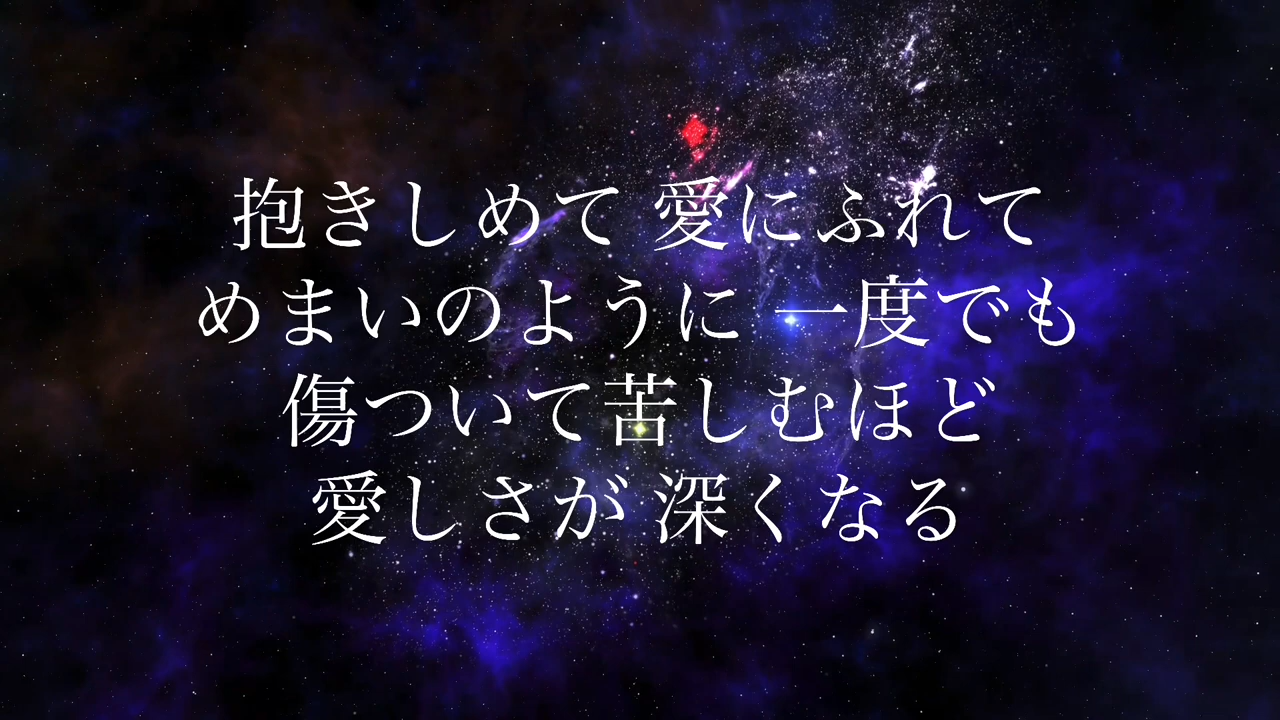 抱きしめて 愛にふれて
めまいのように 一度でも
傷ついて苦しむほど
愛しさが 深くなる